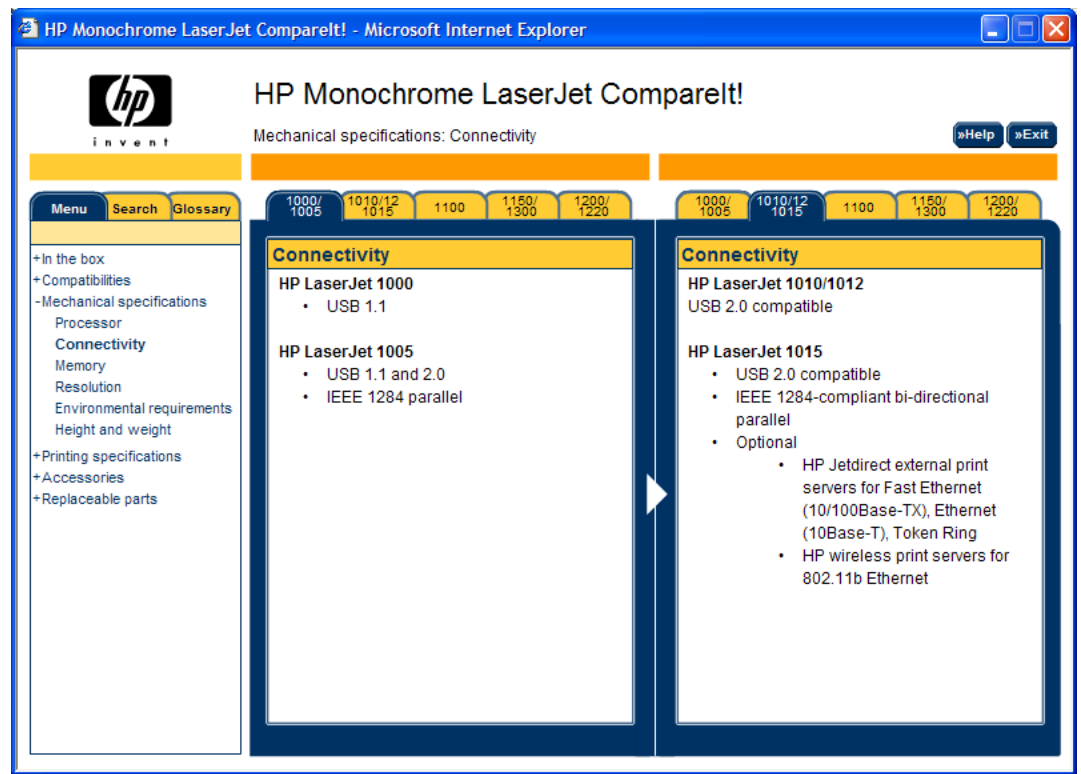 HP Monochrome LaserJet CompareIt! - Microsoft Internet Explorer
hp
invent
HP Monochrome LaserJet CompareIt!
Mechanical specifications: Connectivity
»Help
»Exit
Menu
Search
Glossary
+In the box
+Compatibilities
-Mechanical specifications
Processor
Connectivity
Memory
Resolution
Environmental requirements
Height and weight
+Printing specifications
+Accessories
+Replaceable parts
1000/
1005
1010/12
1015
1100
1150/
1300
1200/
1220
Connectivity
HP LaserJet 1000
• USB 1.1
HP LaserJet 1005
• USB 1.1 and 2.0
• IEEE 1284 parallel
1000/
1005
1010/12
1015
1100
1150/
1300
1200/
1220
Connectivity
HP LaserJet 1010/1012
USB 2.0 compatible
HP LaserJet 1015
• USB 2.0 compatible
• IEEE 1284-compliant bi-directional
parallel
• Optional
• HP Jetdirect external print
servers for Fast Ethernet
(10/100Base-TX), Ethernet
(10Base-T), Token Ring
• HP wireless print servers for
802.11b Ethernet